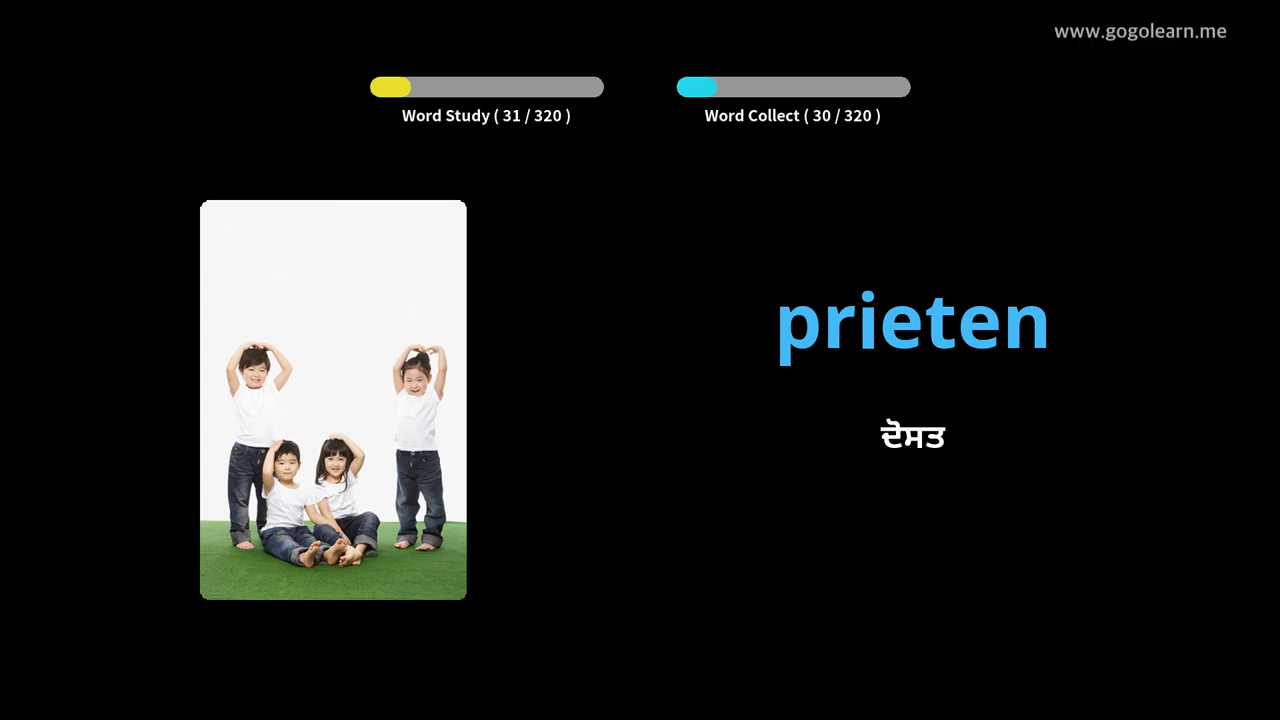 www.gogolearn.me
Word Study ( 31 / 320 )
Word Collect ( 30 / 320 )
prieten
ਦੋਸਤ